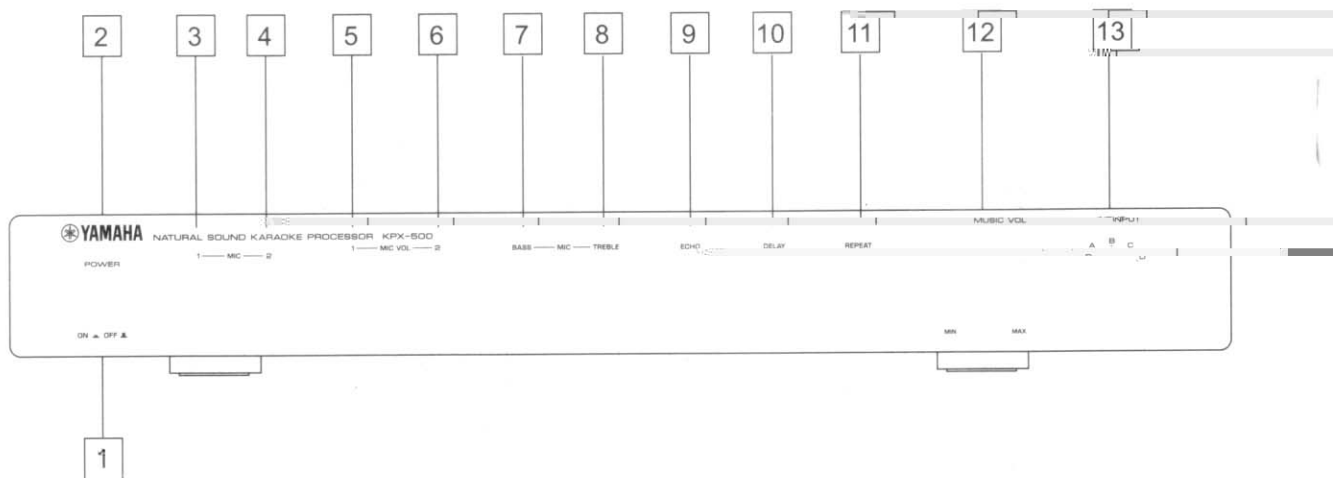 2 3 4 5 6 7 8 9 10 11 12 13
YAMAHA NATURAL SOUND KARAOKE PROCESSOR KPX-500
MUSIC VOL INPUT
1 MIC 2 1 MIC VOL 2 BASS MIC TREBLE ECHO DELAY REPEAT A B C
POWER
ON OFF MIN MAX
1